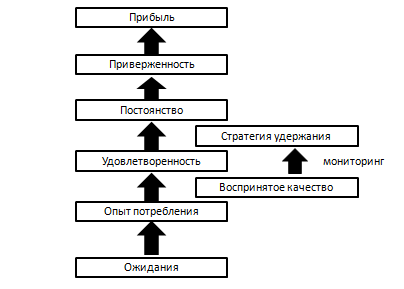 Прибыль
Приверженность
Постоянство
Стратегия удержания
Удовлетворенность
мониторинг
Воспринятое качество
Опыт потребления
Ожидания